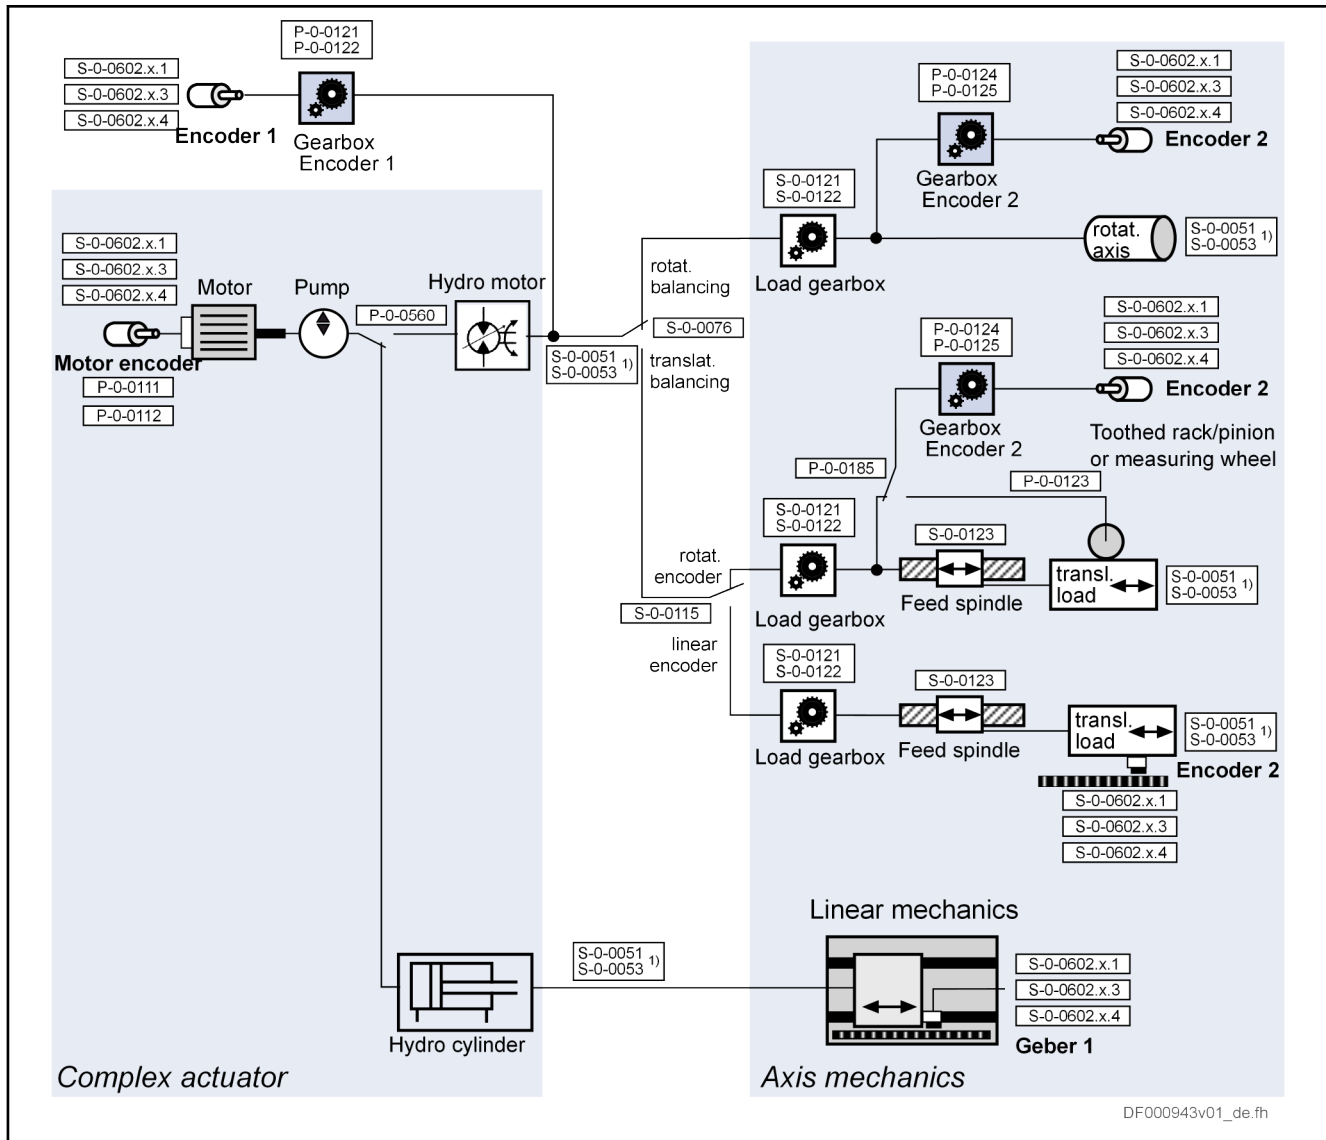 P-0-0121
P-0-0122
S-0-0602.x.1
S-0-0602.x.3
S-0-0602.x.4
Encoder 1
Gearbox
Encoder 1
S-0-0602.x.1
S-0-0602.x.3
S-0-0602.x.4
Motor
Pump
Hydro motor
P-0-0560
Motor encoder
P-0-0111
P-0-0112
S-0-0051
S-0-0053 1)
rotat.
balancing
S-0-0076
translat.
balancing
S-0-0121
S-0-0122
Load gearbox
P-0-0124
P-0-0125
Gearbox
Encoder 2
S-0-0602.x.1
S-0-0602.x.3
S-0-0602.x.4
Encoder 2
rotat.
axis
S-0-0051
S-0-0053 1)
S-0-0602.x.1
S-0-0602.x.3
S-0-0602.x.4
Encoder 2
P-0-0124
P-0-0125
Gearbox
Encoder 2
Toothed rack/pinion
or measuring wheel
P-0-0185
P-0-0123
S-0-0121
S-0-0122
S-0-0123
rotat.
encoder
Load gearbox
Feed spindle
transl.
load
S-0-0051
S-0-0053 1)
S-0-0115
linear
encoder
S-0-0121
S-0-0122
S-0-0123
Load gearbox
Feed spindle
transl.
load
S-0-0051
S-0-0053 1)
Encoder 2
S-0-0602.x.1
S-0-0602.x.3
S-0-0602.x.4
Linear mechanics
S-0-0051
S-0-0053 1)
S-0-0602.x.1
S-0-0602.x.3
S-0-0602.x.4
Geber 1
Hydro cylinder
Complex actuator
Axis mechanics
DF000943v01_de.fh